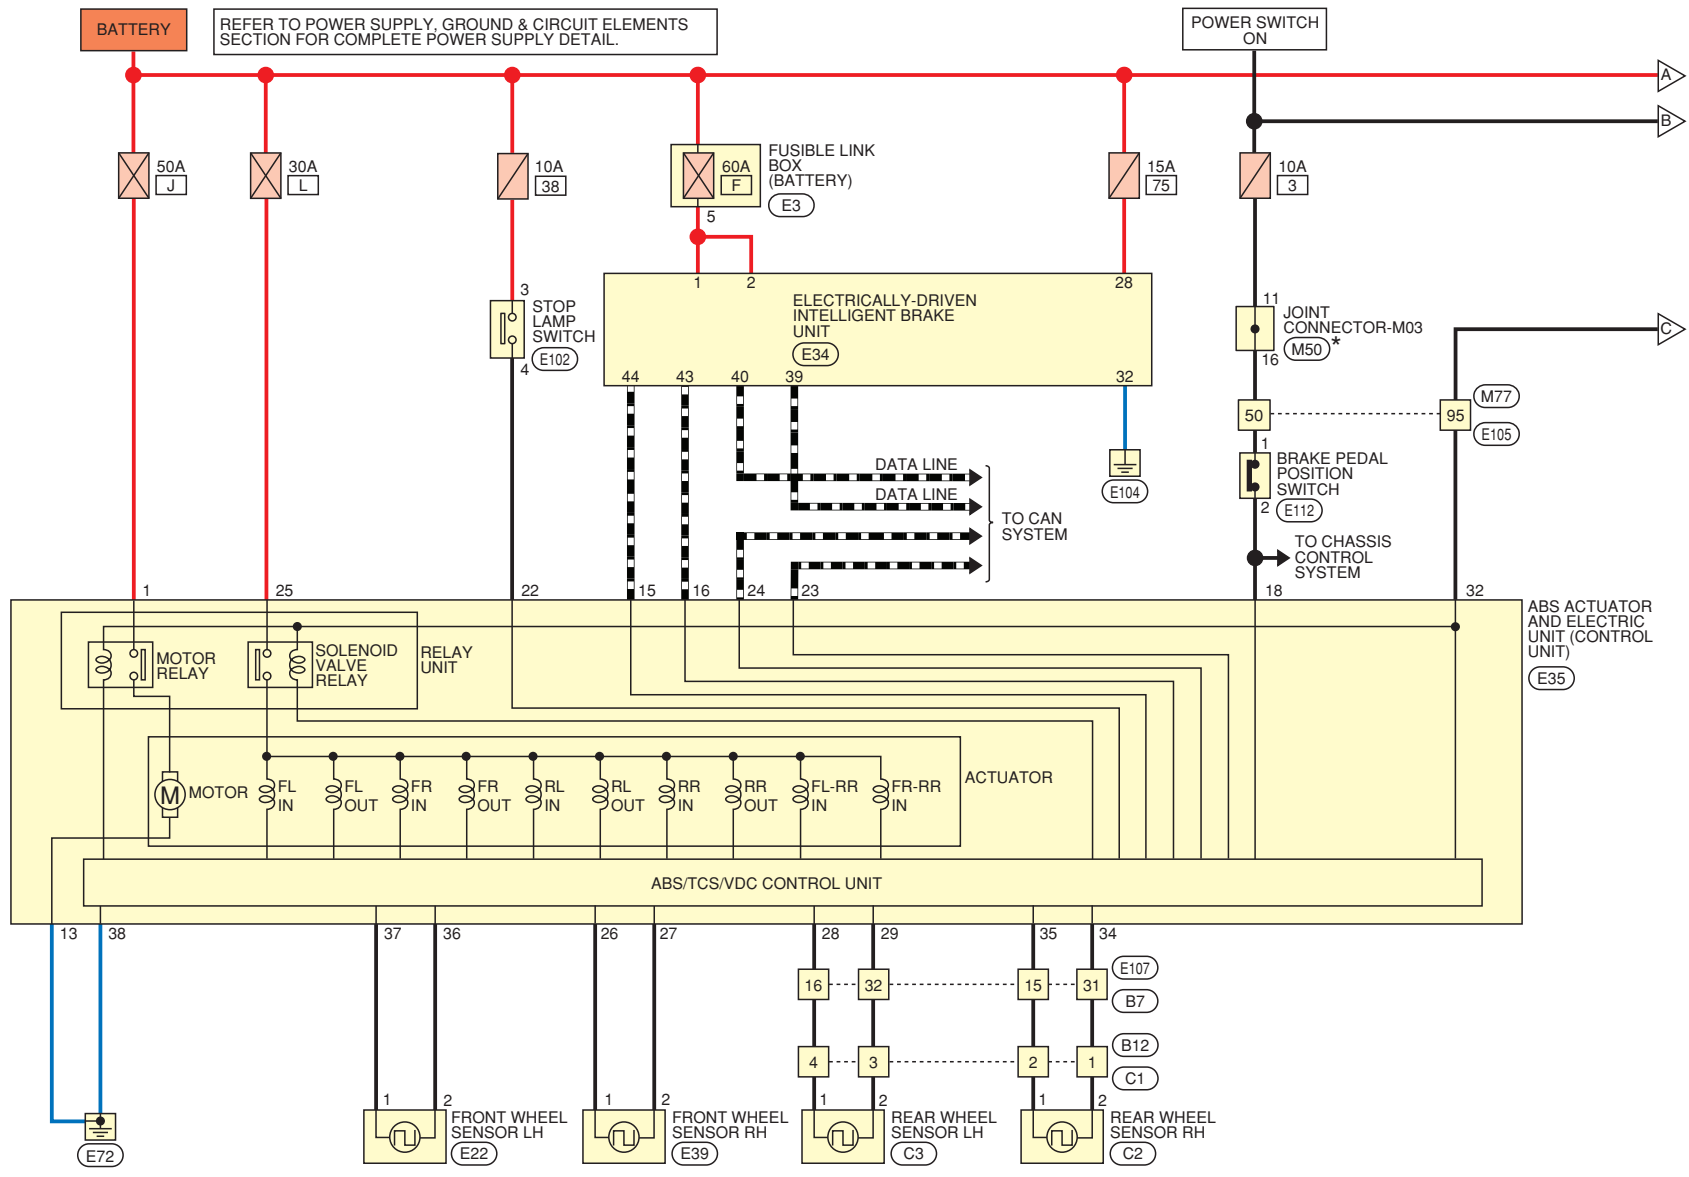 BATTERY
REFER TO POWER SUPPLY, GROUND & CIRCUIT ELEMENTS
SECTION FOR COMPLETE POWER SUPPLY DETAIL.
POWER SWITCH
ON
A
B
50A
J
30A
L
10A
38
60A
F
5
FUSIBLE LINK
BOX
(BATTERY)
E3
15A
75
10A
3
3
STOP
LAMP
SWITCH
E102
4
1
2
28
ELECTRICALLY-DRIVEN
INTELLIGENT BRAKE
UNIT
E34
44
43
40
39
32
11
JOINT
CONNECTOR-M03
M50 *
16
C
50
95
M77
E105
1
BRAKE PEDAL
POSITION
SWITCH
2
E112
DATA LINE
DATA LINE
TO CAN
SYSTEM
E104
TO CHASSIS
CONTROL
SYSTEM
1
25
22
15
16
24
23
18
32
ABS ACTUATOR
AND ELECTRIC
UNIT (CONTROL
UNIT)
E35
MOTOR
RELAY
SOLENOID
VALVE
RELAY
RELAY
UNIT
M
MOTOR
FL
IN
FL
OUT
FR
IN
FR
OUT
RL
IN
RL
OUT
RR
IN
RR
OUT
FL-RR
IN
FR-RR
IN
ACTUATOR
ABS/TCS/VDC CONTROL UNIT
13
38
37
36
26
27
28
29
35
34
16
32
15
31
E107
B7
4
3
2
1
B12
C1
E72
1
2
FRONT WHEEL
SENSOR LH
E22
1
2
FRONT WHEEL
SENSOR RH
E39
1
2
REAR WHEEL
SENSOR LH
C3
1
2
REAR WHEEL
SENSOR RH
C2